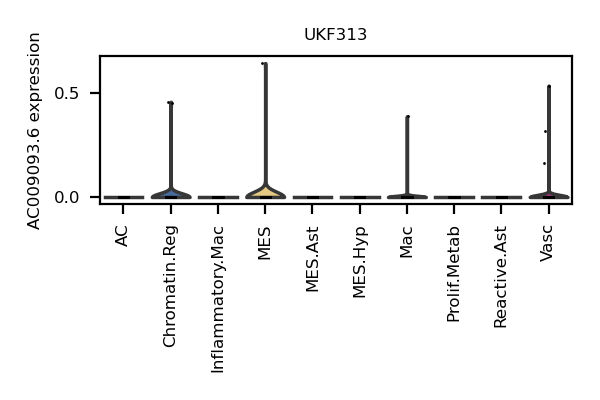 UKF313
AC009093.6 expression
0.5
0.0
AC
Chromatin.Reg
Inflammatory.Mac
MES
MES.Ast
MES.Hyp
Mac
Prolif.Metab
Reactive.Ast
Vasc